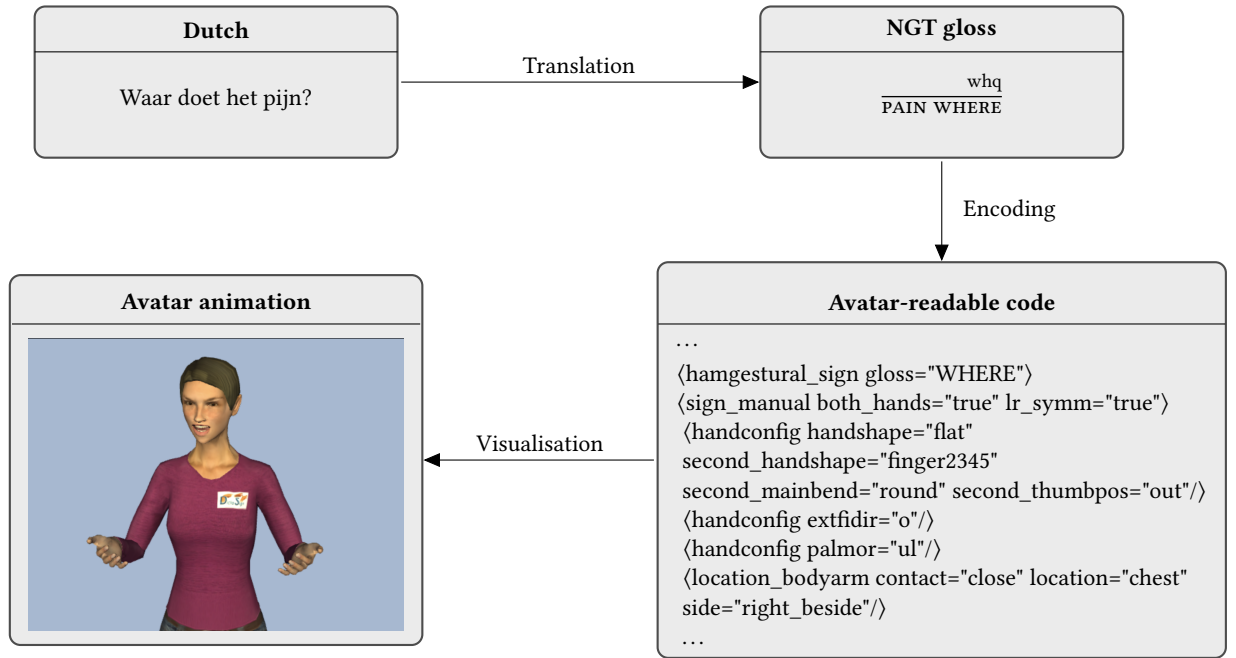 Dutch
Waar doet het pijn?
Translation
NGT gloss
whq
PAIN WHERE
Encoding
Avatar-readable code
...
⟨hamgestural_sign gloss="WHERE"⟩
⟨sign_manual both_hands="true" lr_symm="true"⟩
⟨handconfig handshape="flat"
second_handshape="finger2345"
second_mainbend="round" second_thumbpos="out"/⟩
⟨handconfig extfidir="o"/⟩
⟨handconfig palmor="ul"/⟩
⟨location_bodyarm contact="close" location="chest"
side="right_beside"/⟩
...
Visualisation
Avatar animation